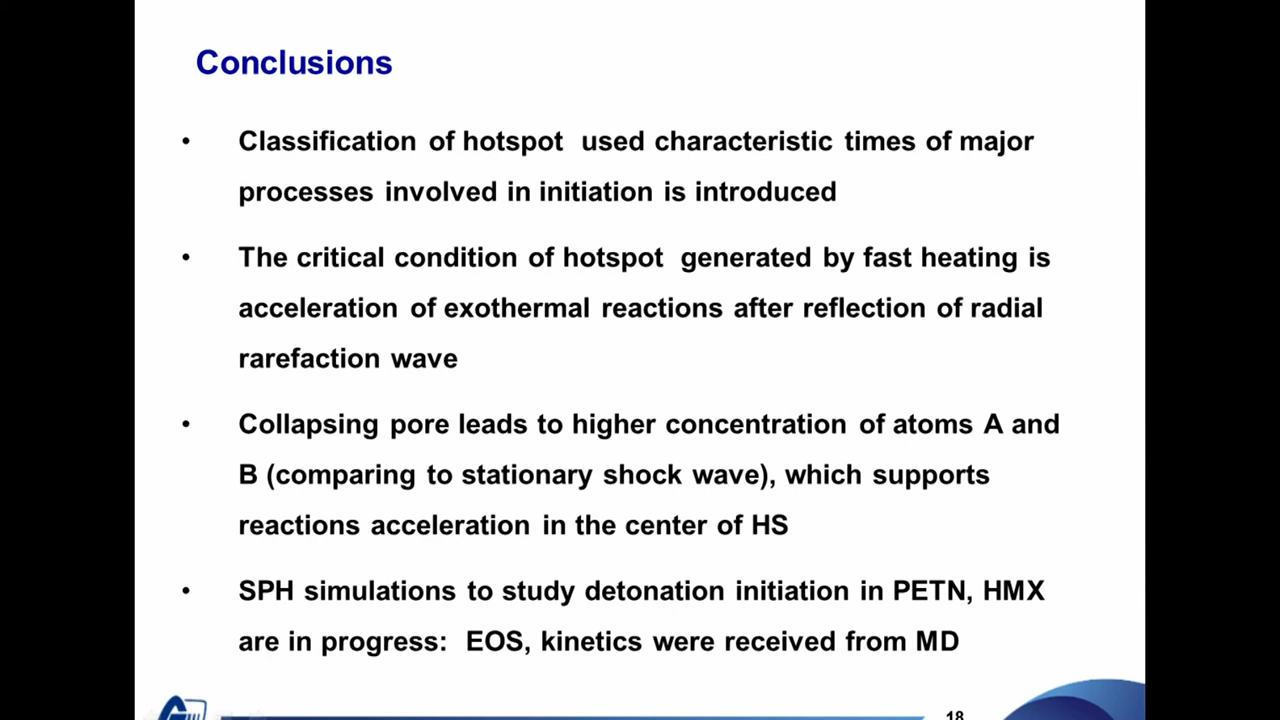 Conclusions
• Classification of hotspot used characteristic times of major
processes involved in initiation is introduced
• The critical condition of hotspot generated by fast heating is
acceleration of exothermal reactions after reflection of radial
rarefaction wave
• Collapsing pore leads to higher concentration of atoms A and
B (comparing to stationary shock wave), which supports
reactions acceleration in the center of HS
• SPH simulations to study detonation initiation in PETN, HMX
are in progress: EOS, kinetics were received from MD
18